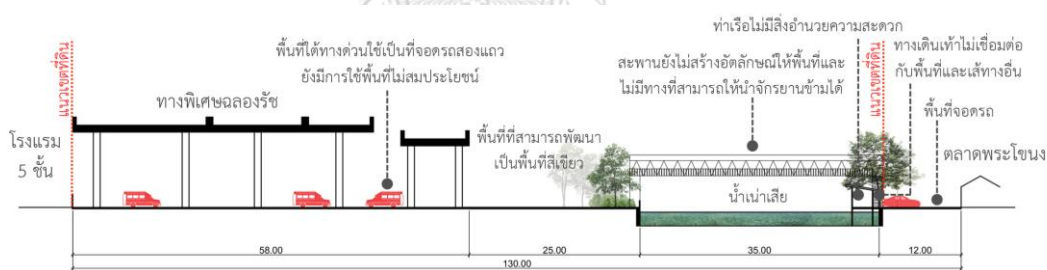 ท่าเรือไม่มีสิ่งอำนวยความสะดวก
พื้นที่ใต้ทางด่วนใช้เป็นที่จอดรถสองแถว
ยังมีการใช้พื้นที่ไม่สมประโยชน์
สะพานยังไม่สร้างอัตลักษณ์ให้พื้นที่และ
ไม่มีทางที่สามารถให้นำจักรยานข้ามได้
ทางเดินเท้าไม่เชื่อมต่อ
กับพื้นที่และเส้ทางอื่น
แนวเขตที่ดิน
แนวเขตที่ดิน
ทางพิเศษฉลองรัช
พื้นที่จอดรถ
โรงแรม
5 ชั้น
พื้นที่ที่สามารถพัฒนา
เป็นพื้นที่สีเขียว
ตลาดพระโขนง
น้ำเน่าเสีย
58.00
25.00
35.00
12.00
130.00